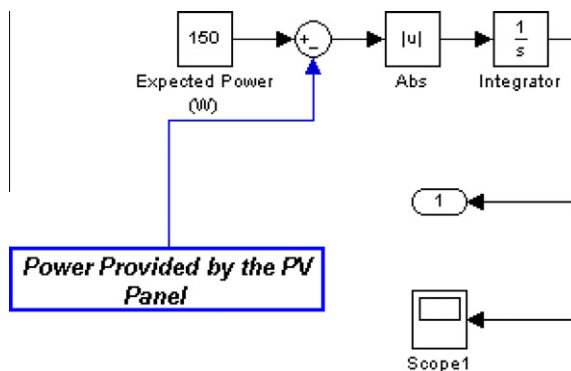 150
+
−
|u|
1
s
Expected Power
(W)
Abs
Integrator
1
Power Provided by the PV
Panel
Scope1